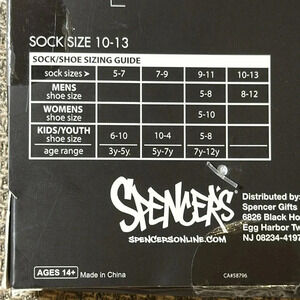 SOCK SIZE 10-13
SOCK/SHOE SIZING GUIDE
sock sizes 5-7 7-9 9-11 10-13
MENS shoe size 5-8 8-12
WOMENS shoe size 5-10
KIDS/YOUTH shoe size 6-10 10-4 5-8
age range 3y-5y 5y-7y 7y-12y
SPENCER'S
SPENCERSONLINE.COM
Distributed by:
Spencer Gifts
6826 Black Ho
Egg Harbor Tw
NJ 08234-4197
AGES 14+ Made in China CA#58796